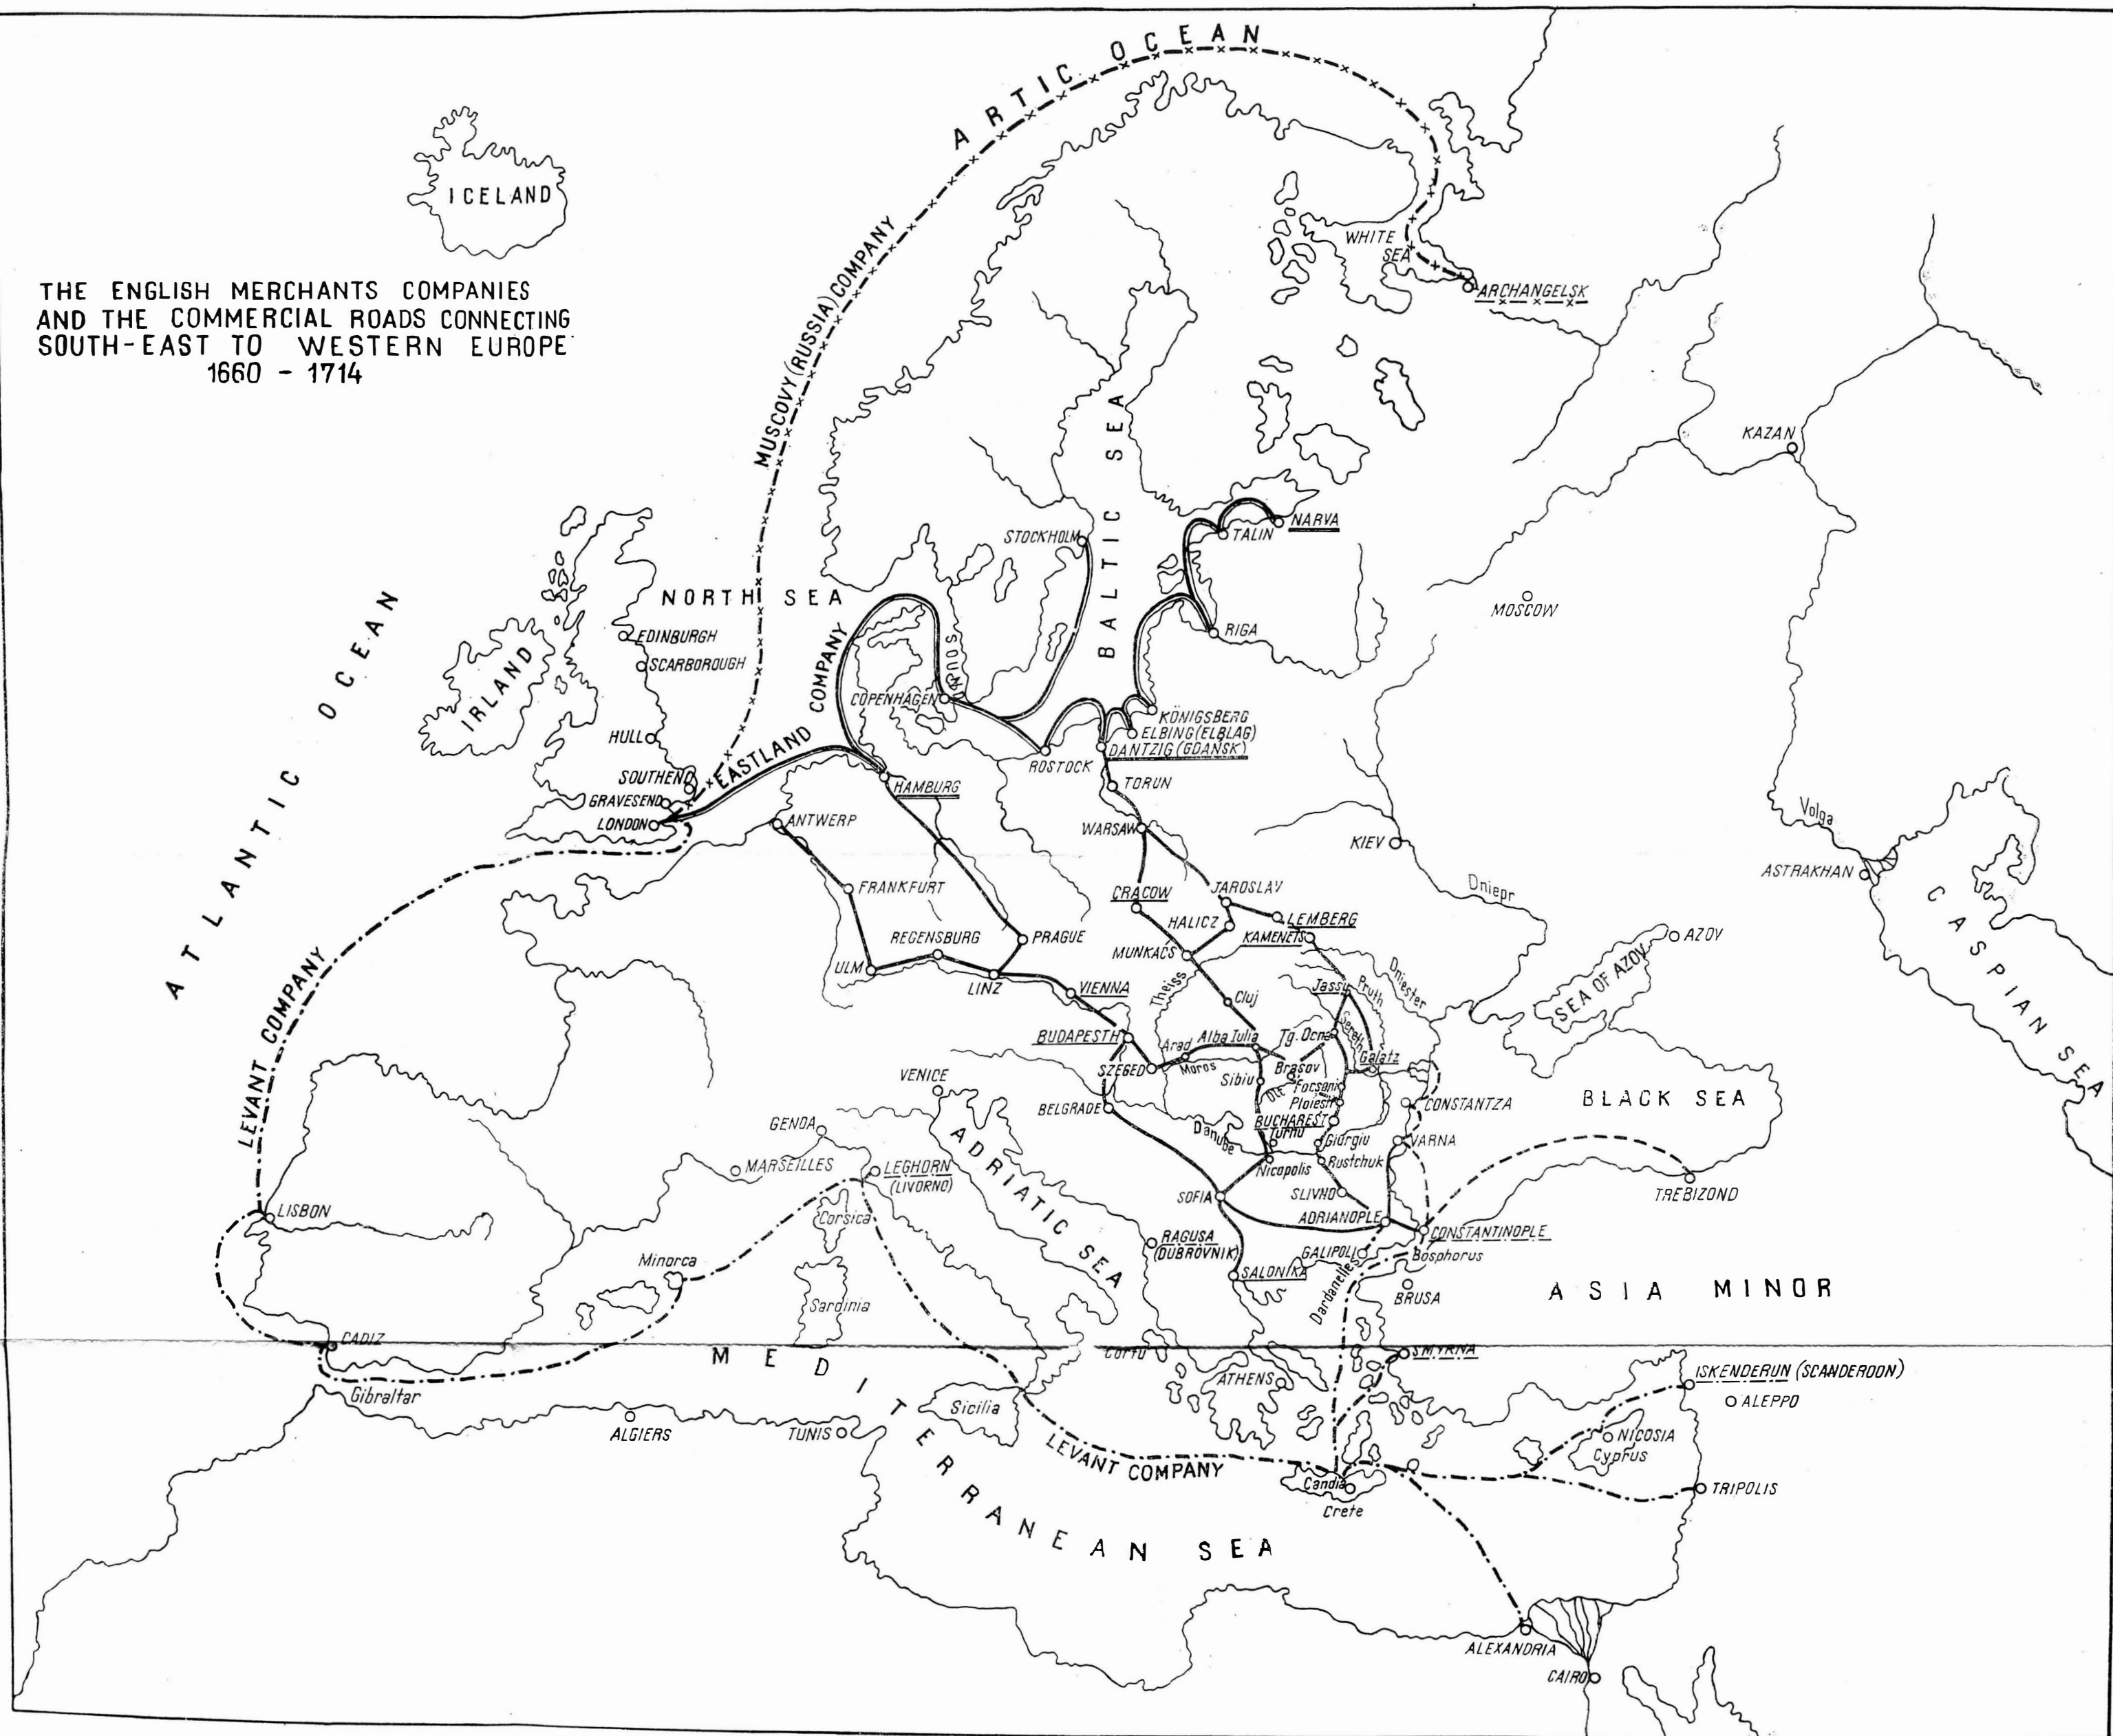 ARTIC OCEAN
ICELAND
THE ENGLISH MERCHANTS COMPANIES
AND THE COMMERCIAL ROADS CONNECTING
SOUTH-EAST TO WESTERN EUROPE
1660 - 1714
MUSCOVY (RUSSIA) COMPANY
WHITE
SEA
ARCHANGELSK
KAZAN
BALTIC SEA
STOCKHOLM
NARVA
TALIN
MOSCOW
NORTH SEA
RIGA
EDINBURGH
SCARBOROUGH
IRLAND
ATLANTIC OCEAN
SOUND
COPENHAGEN
EASTLAND COMPANY
HULL
KÖNIGSBERG
ELBING (ELBLAG)
DANTZIG (GDAŃSK)
ROSTOCK
TORUN
SOUTHEND
GRAVESEND
LONDON
HAMBURG
ANTWERP
WARSAW
KIEV
Volga
ASTRAKHAN
CASPIAN SEA
FRANKFURT
CRACOW
JAROSLAV
Dniepr
HALICZ
LEMBERG
KAMENETS
REGENSBURG
PRAGUE
MUNKACS
AZOV
SEA OF AZOV
ULM
LINZ
VIENNA
Theiss
Cluj
Jassy
Pruth
Dniester
LEVANT COMPANY
BUDAPESTH
Arad
Alba Iulia
Tg. Ocna
Sereth
Galatz
SZEGED
Moros
Brasov
Sibiu
Olt
Focsani
Ploiesti
VENICE
BELGRADE
BUCHAREST
CONSTANTZA
BLACK SEA
GENOA
Danube
Turnu
Giurgiu
VARNA
MARSEILLES
LEGHORN
(LIVORNO)
ADRIATIC SEA
Nicopolis
Rustchuk
SOFIA
SLIVNO
TREBIZOND
LISBON
Corsica
ADRIANOPLE
CONSTANTINOPLE
RAGUSA
(DUBROVNIK)
GALIPOLI
Bosphorus
Minorca
SALONIKA
Dardanelles
BRUSA
ASIA MINOR
Sardinia
CADIZ
Corfu
SMYRNA
MEDITERRANEAN SEA
Gibraltar
ATHENS
ISKENDERUN (SCANDEROON)
ALEPPO
Sicilia
ALGIERS
TUNIS
LEVANT COMPANY
NICOSIA
Cyprus
Candia
Crete
TRIPOLIS
ALEXANDRIA
CAIRO